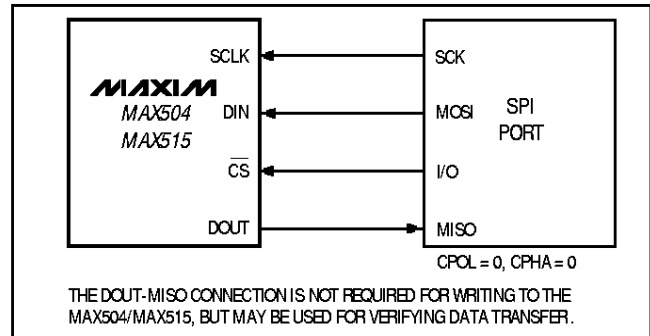 SCLK SCK
MAXIM
MAX504 DIN MOSI SPI
MAX515 PORT
C̅S̅ I/O
DOUT MISO
CPOL = 0, CPHA = 0
THE DOUT-MISO CONNECTION IS NOT REQUIRED FOR WRITING TO THE
MAX504/MAX515, BUT MAY BE USED FOR VERIFYING DATA TRANSFER.